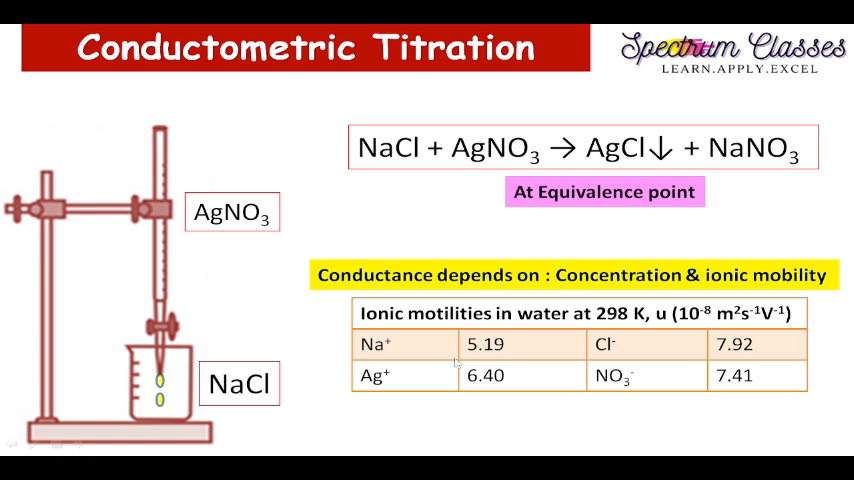 Conductometric Titration
Spectrum Classes
LEARN.APPLY.EXCEL
NaCl + AgNO₃ → AgCl↓ + NaNO₃
At Equivalence point
AgNO₃
Conductance depends on : Concentration & ionic mobility
Ionic motilities in water at 298 K, u (10⁻⁸ m²s⁻¹V⁻¹)
Na⁺ 5.19 Cl⁻ 7.92
Ag⁺ 6.40 NO₃⁻ 7.41
NaCl